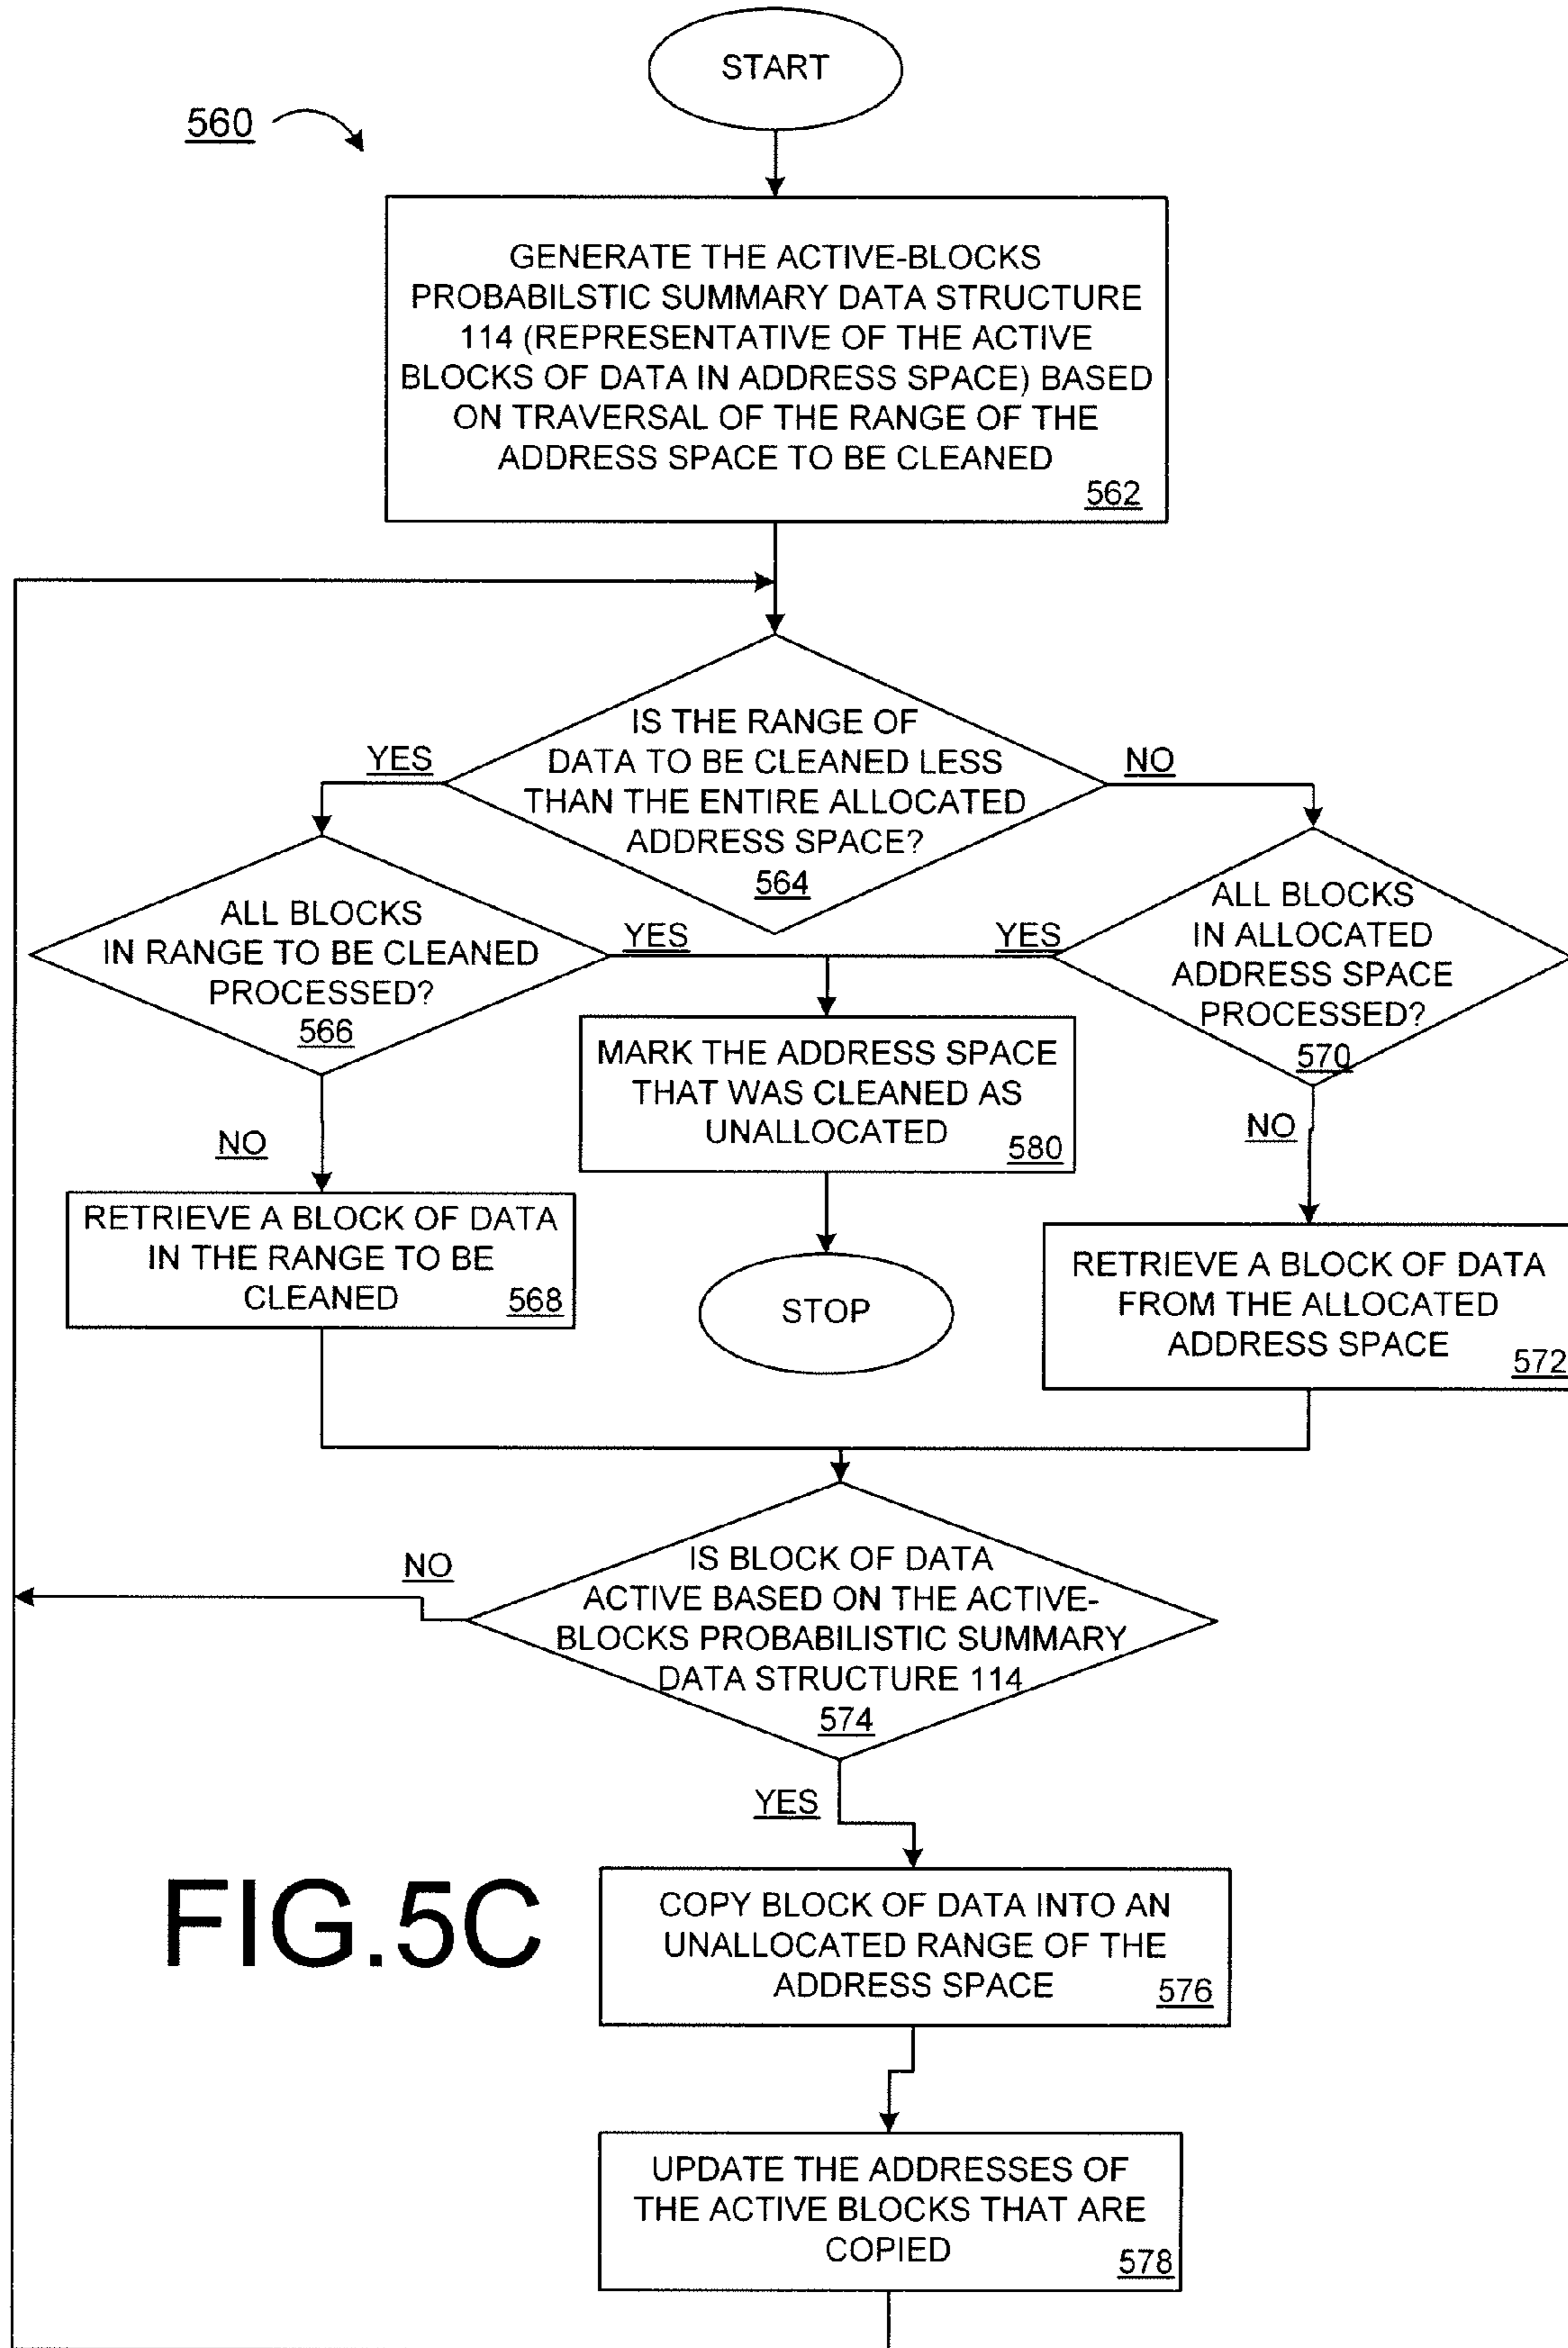 START
560
GENERATE THE ACTIVE-BLOCKS
PROBABILSTIC SUMMARY DATA STRUCTURE
114 (REPRESENTATIVE OF THE ACTIVE
BLOCKS OF DATA IN ADDRESS SPACE) BASED
ON TRAVERSAL OF THE RANGE OF THE
ADDRESS SPACE TO BE CLEANED
562
IS THE RANGE OF
DATA TO BE CLEANED LESS
THAN THE ENTIRE ALLOCATED
ADDRESS SPACE?
564
YES
NO
ALL BLOCKS
IN RANGE TO BE CLEANED
PROCESSED?
566
YES
YES
ALL BLOCKS
IN ALLOCATED
ADDRESS SPACE
PROCESSED?
570
MARK THE ADDRESS SPACE
THAT WAS CLEANED AS
UNALLOCATED
580
NO
NO
RETRIEVE A BLOCK OF DATA
IN THE RANGE TO BE
CLEANED
568
STOP
RETRIEVE A BLOCK OF DATA
FROM THE ALLOCATED
ADDRESS SPACE
572
IS BLOCK OF DATA
ACTIVE BASED ON THE ACTIVE-
BLOCKS PROBABILISTIC SUMMARY
DATA STRUCTURE 114
574
NO
YES
COPY BLOCK OF DATA INTO AN
UNALLOCATED RANGE OF THE
ADDRESS SPACE
576
FIG.5C
UPDATE THE ADDRESSES OF
THE ACTIVE BLOCKS THAT ARE
COPIED
578